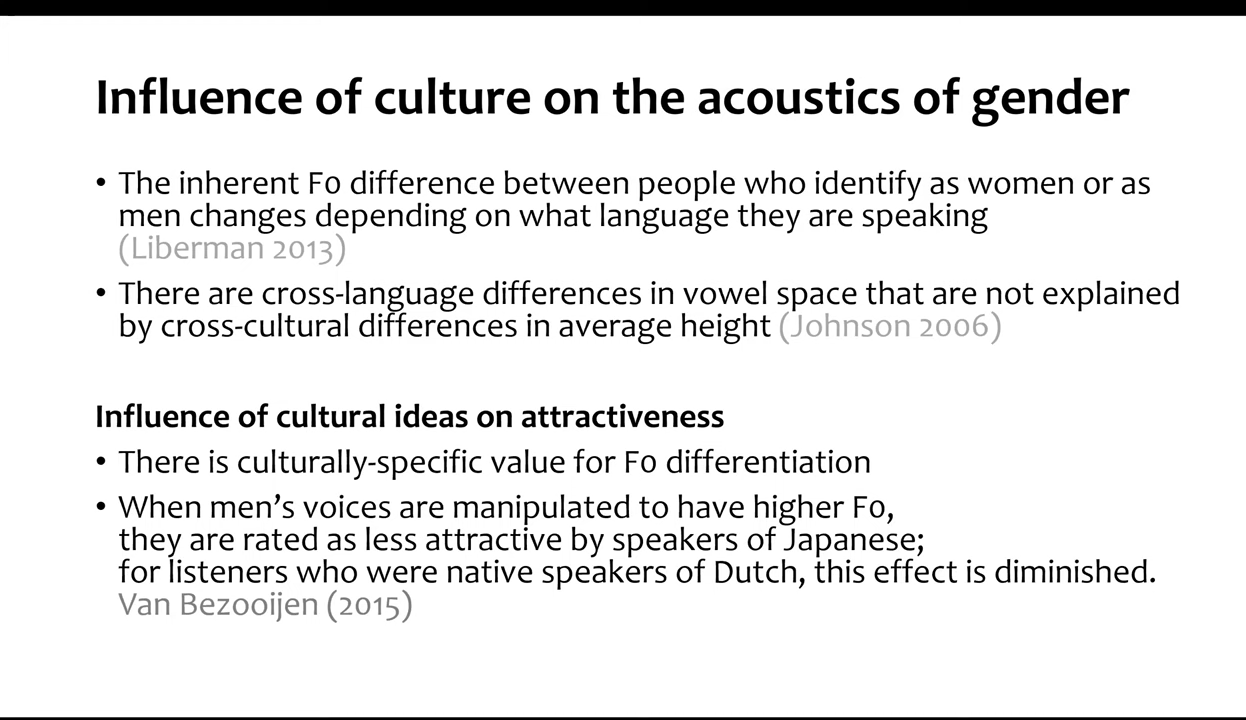 Influence of culture on the acoustics of gender
• The inherent F0 difference between people who identify as women or as
men changes depending on what language they are speaking
(Liberman 2013)
• There are cross-language differences in vowel space that are not explained
by cross-cultural differences in average height (Johnson 2006)
Influence of cultural ideas on attractiveness
• There is culturally-specific value for F0 differentiation
• When men’s voices are manipulated to have higher F0,
they are rated as less attractive by speakers of Japanese;
for listeners who were native speakers of Dutch, this effect is diminished.
Van Bezooijen (2015)